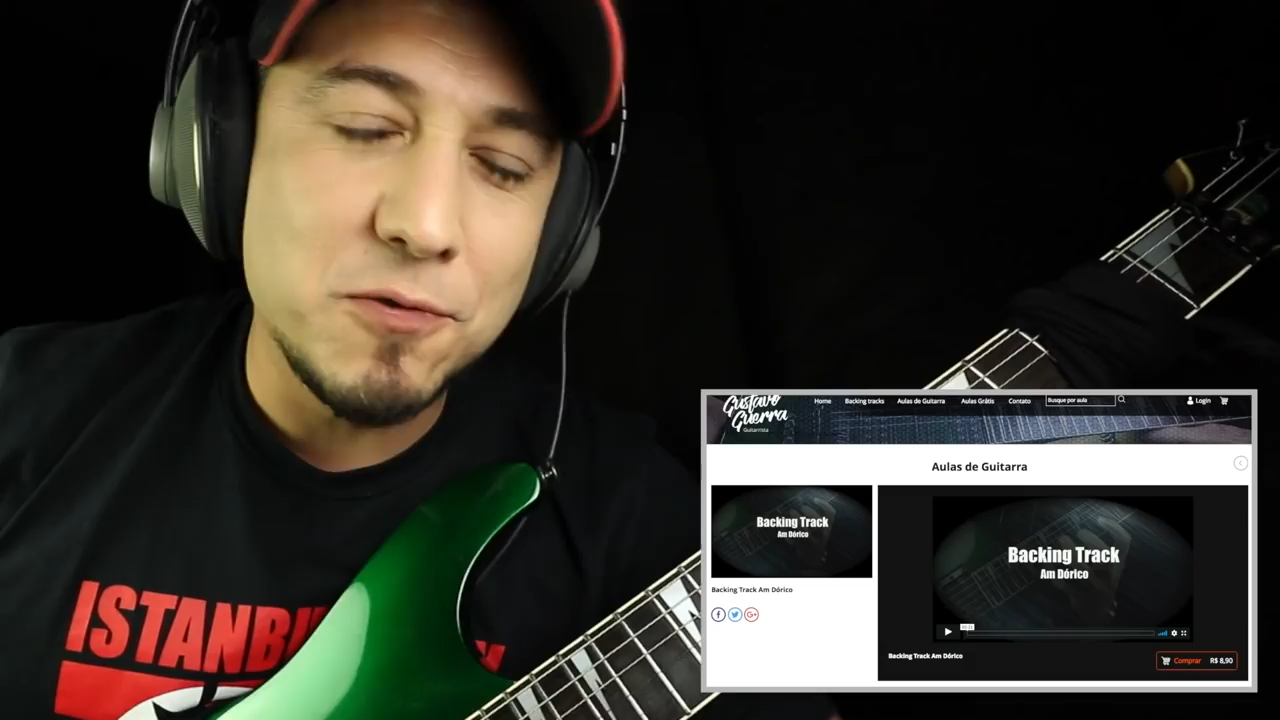 ISTANBU
Gustavo
Guerra
Guitarrista
Home
Backing tracks
Aulas de Guitarra
Aulas Grátis
Contato
Busque por aula
Login
Aulas de Guitarra
Backing Track
Am Dórico
Backing Track Am Dórico
Backing Track
Am Dórico
Backing Track Am Dórico
Comprar R$ 8,90